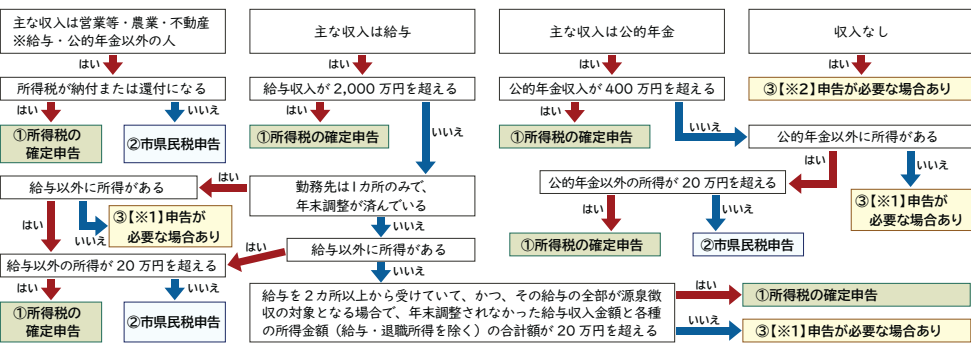 主な収入は営業等・農業・不動産
※給与・公的年金以外の人
主な収入は給与
主な収入は公的年金
収入なし
はい
はい
はい
はい
所得税が納付または還付になる
給与収入が2,000万円を超える
公的年金収入が400万円を超える
③【※2】申告が必要な場合あり
はい
いいえ
はい
いいえ
はい
いいえ
①所得税の
確定申告
②市県民税申告
①所得税の確定申告
①所得税の確定申告
公的年金以外に所得がある
はい
いいえ
給与以外に所得がある
はい
勤務先は1カ所のみで、
年末調整が済んでいる
公的年金以外の所得が20万円を超える
③【※1】申告が
必要な場合あり
はい
いいえ
③【※1】申告が
必要な場合あり
いいえ
はい
いいえ
はい
給与以外に所得がある
①所得税の確定申告
②市県民税申告
給与以外の所得が20万円を超える
はい
いいえ
いいえ
①所得税の
確定申告
②市県民税申告
給与を2カ所以上から受けていて、かつ、その給与の全部が源泉徴
収の対象となる場合で、年末調整されなかった給与収入金額と各種
の所得金額（給与・退職所得を除く）の合計額が20万円を超える
はい
①所得税の確定申告
いいえ
③【※1】申告が必要な場合あり